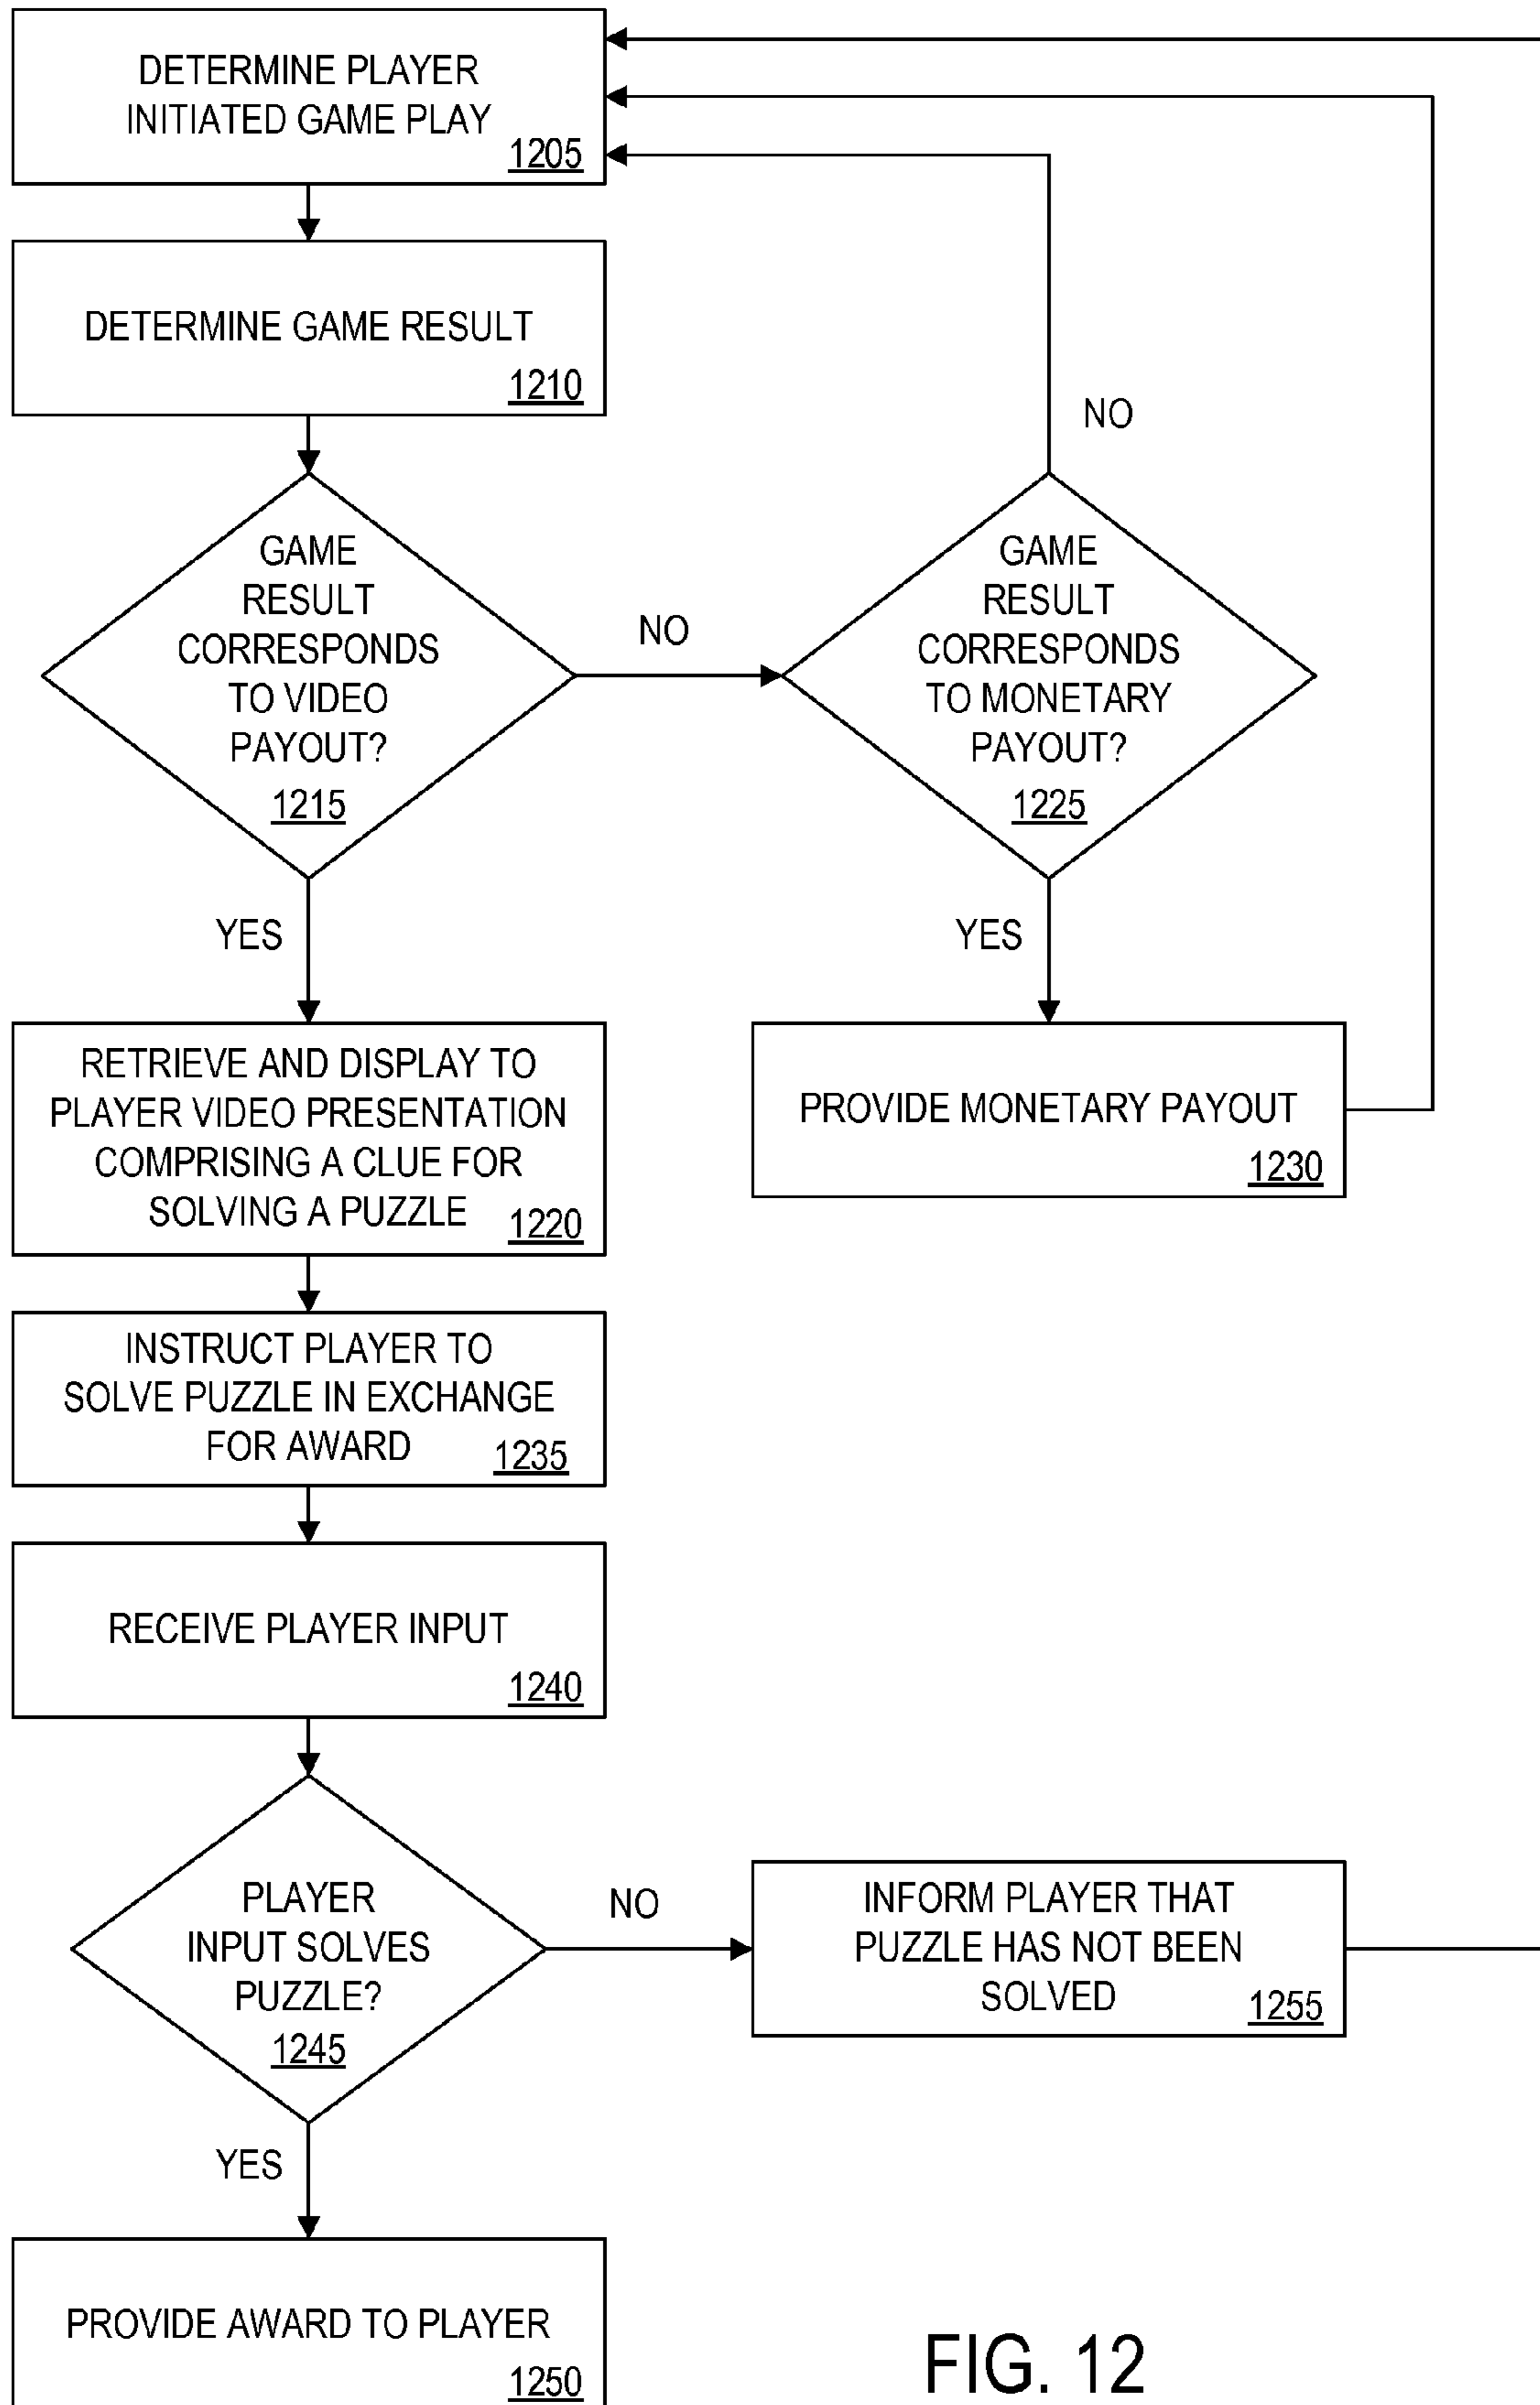 DETERMINE PLAYER
INITIATED GAME PLAY
1205
DETERMINE GAME RESULT
1210
GAME
RESULT
CORRESPONDS
TO VIDEO
PAYOUT?
1215
NO
GAME
RESULT
CORRESPONDS
TO MONETARY
PAYOUT?
1225
NO
YES
YES
RETRIEVE AND DISPLAY TO
PLAYER VIDEO PRESENTATION
COMPRISING A CLUE FOR
SOLVING A PUZZLE
1220
PROVIDE MONETARY PAYOUT
1230
INSTRUCT PLAYER TO
SOLVE PUZZLE IN EXCHANGE
FOR AWARD
1235
RECEIVE PLAYER INPUT
1240
PLAYER
INPUT SOLVES
PUZZLE?
1245
NO
INFORM PLAYER THAT
PUZZLE HAS NOT BEEN
SOLVED
1255
YES
PROVIDE AWARD TO PLAYER
1250
FIG. 12